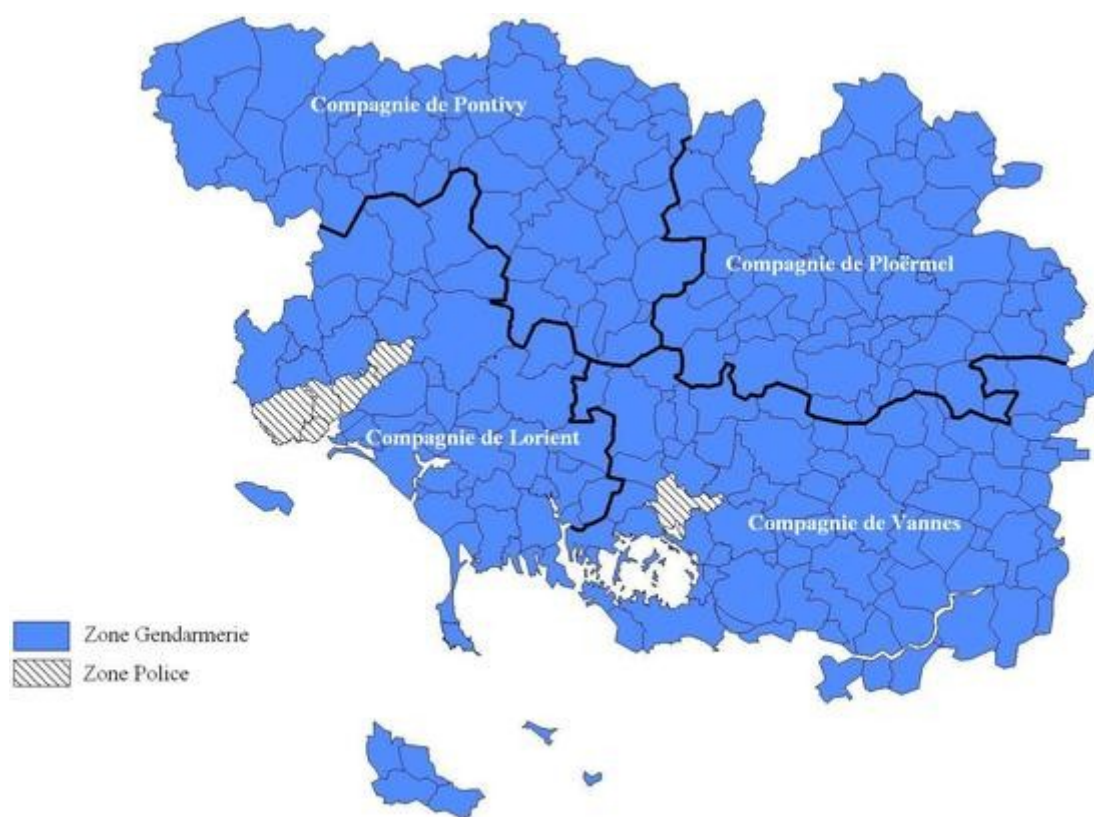 Compagnie de Pontivy
Compagnie de Ploërmel
Compagnie de Lorient
Compagnie de Vannes
Zone Gendarmerie
Zone Police